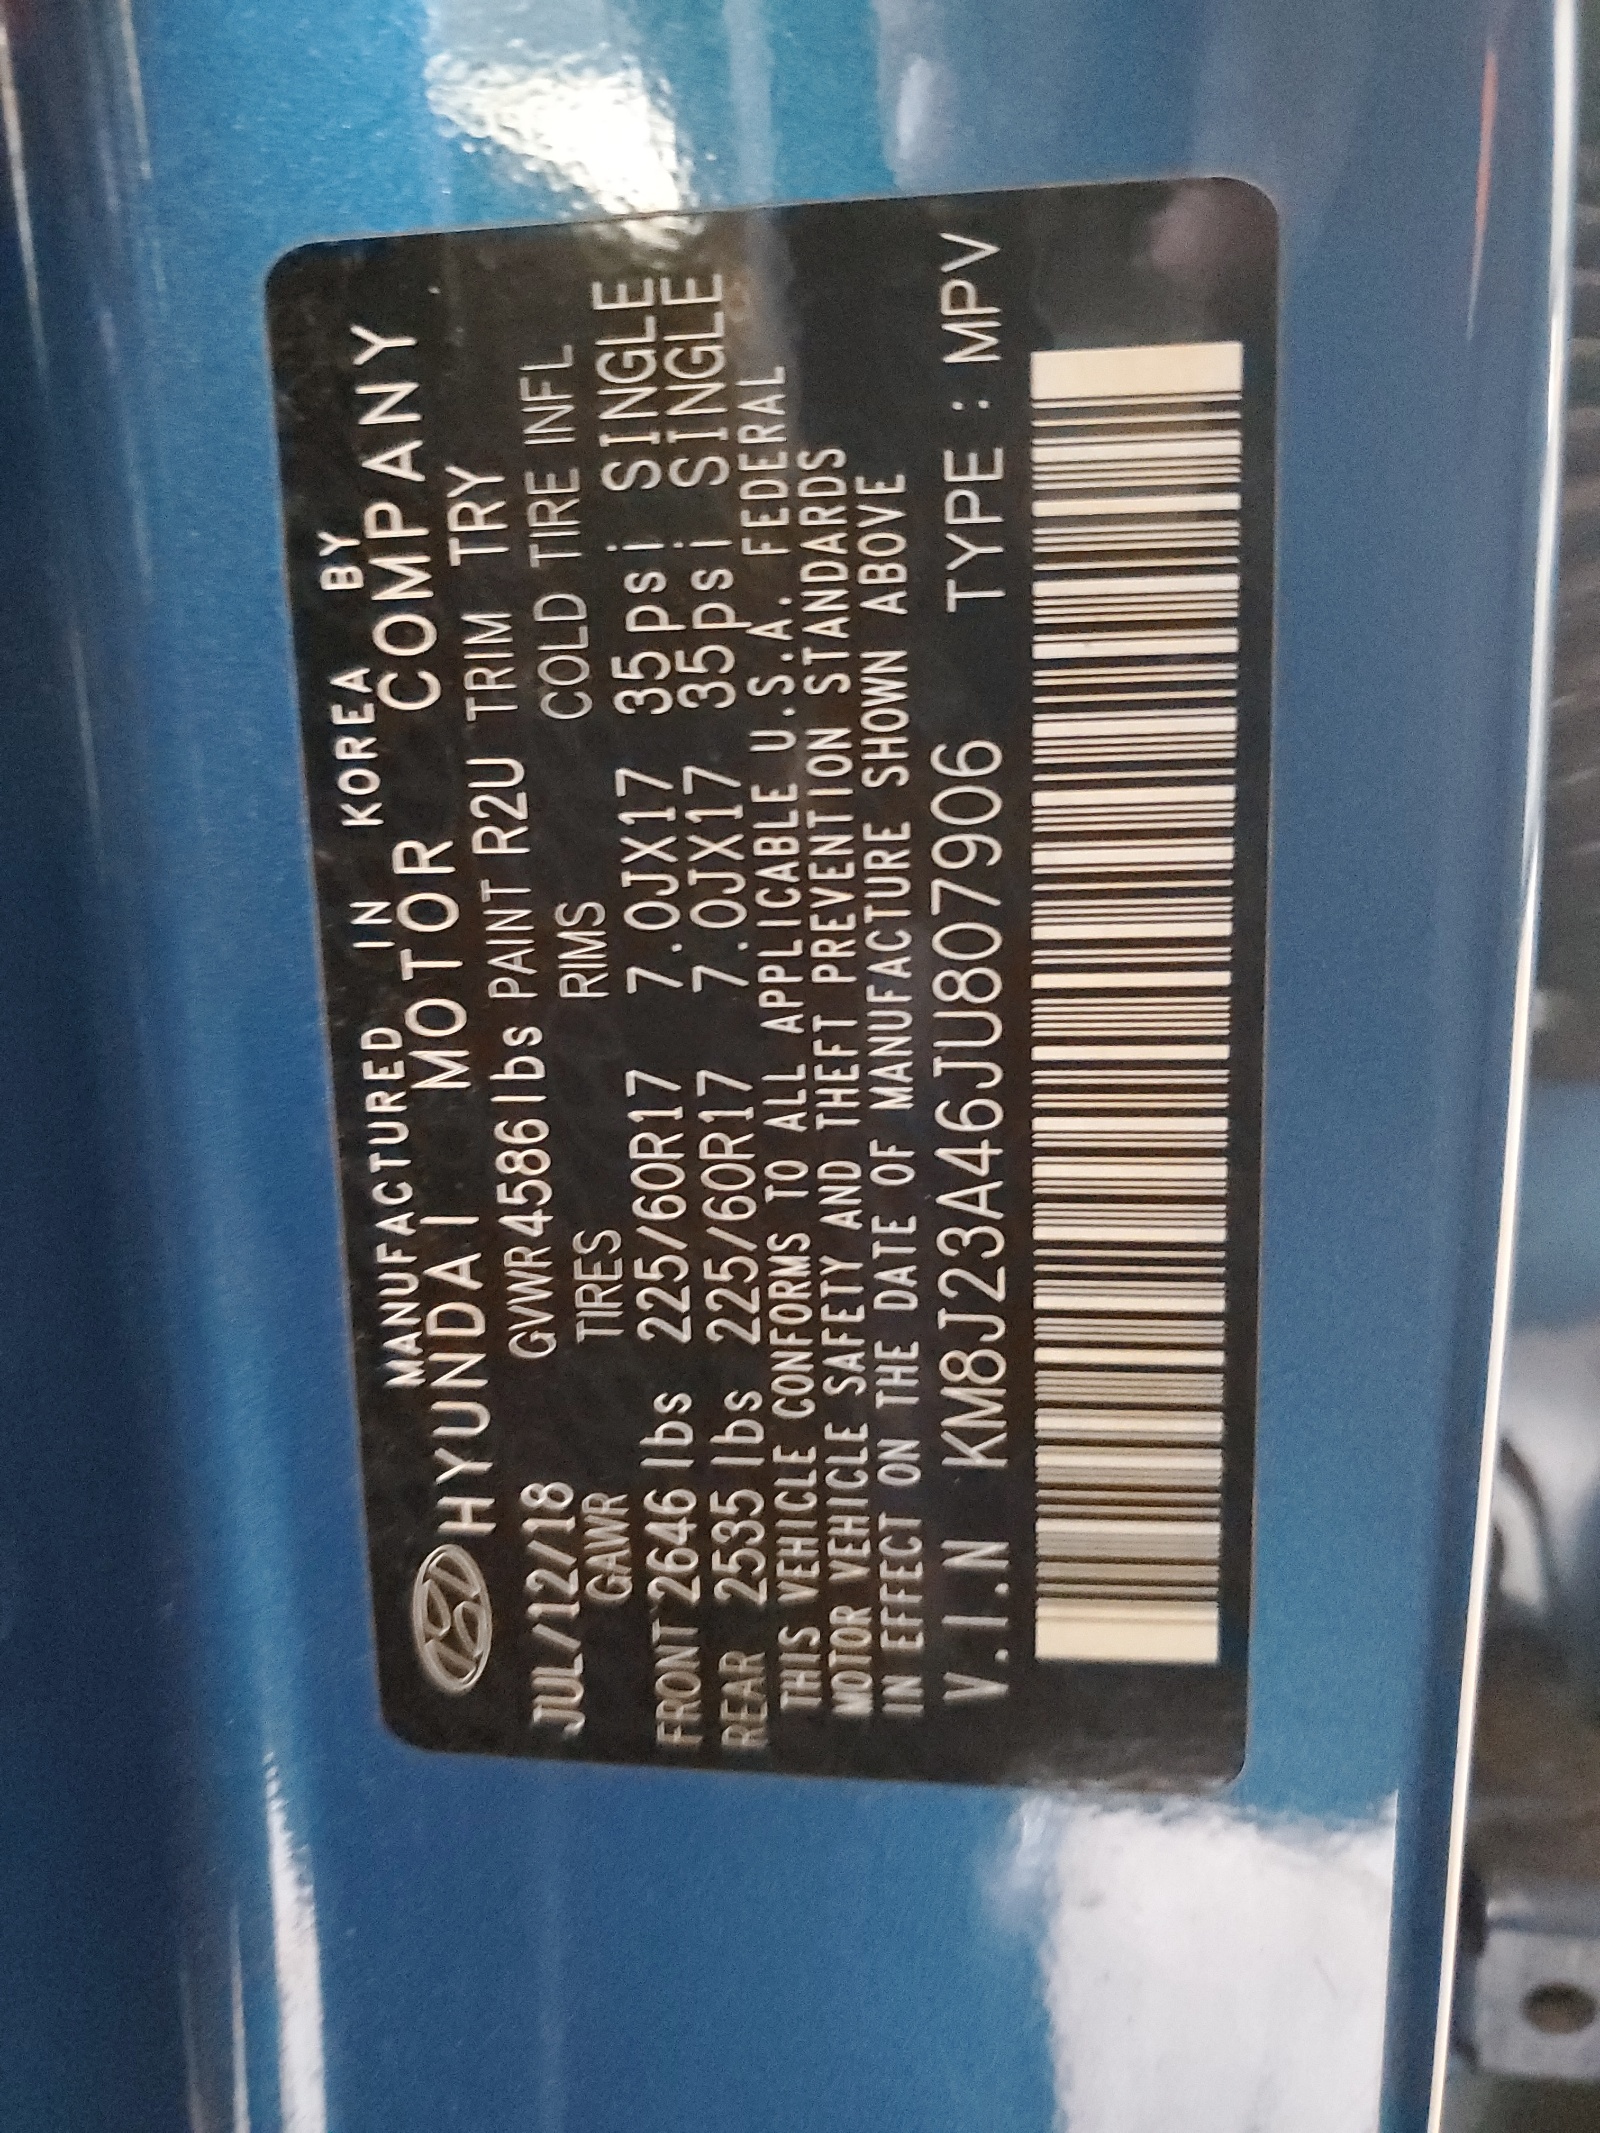 MANUFACTURED IN KOREA BY
HYUNDAI MOTOR COMPANY
JUL/12/18 GVWR4586lbs PAINT R2U TRIM TRY
GAWR TIRES RIMS COLD TIRE INFL
FRONT 2646 lbs 225/60R17 7.0JX17 35psi SINGLE
REAR 2535 lbs 225/60R17 7.0JX17 35psi SINGLE
THIS VEHICLE CONFORMS TO ALL APPLICABLE U.S.A. FEDERAL
MOTOR VEHICLE SAFETY AND THEFT PREVENTION STANDARDS
IN EFFECT ON THE DATE OF MANUFACTURE SHOWN ABOVE
V.I.N KM8J23A46JU807906 TYPE : MPV